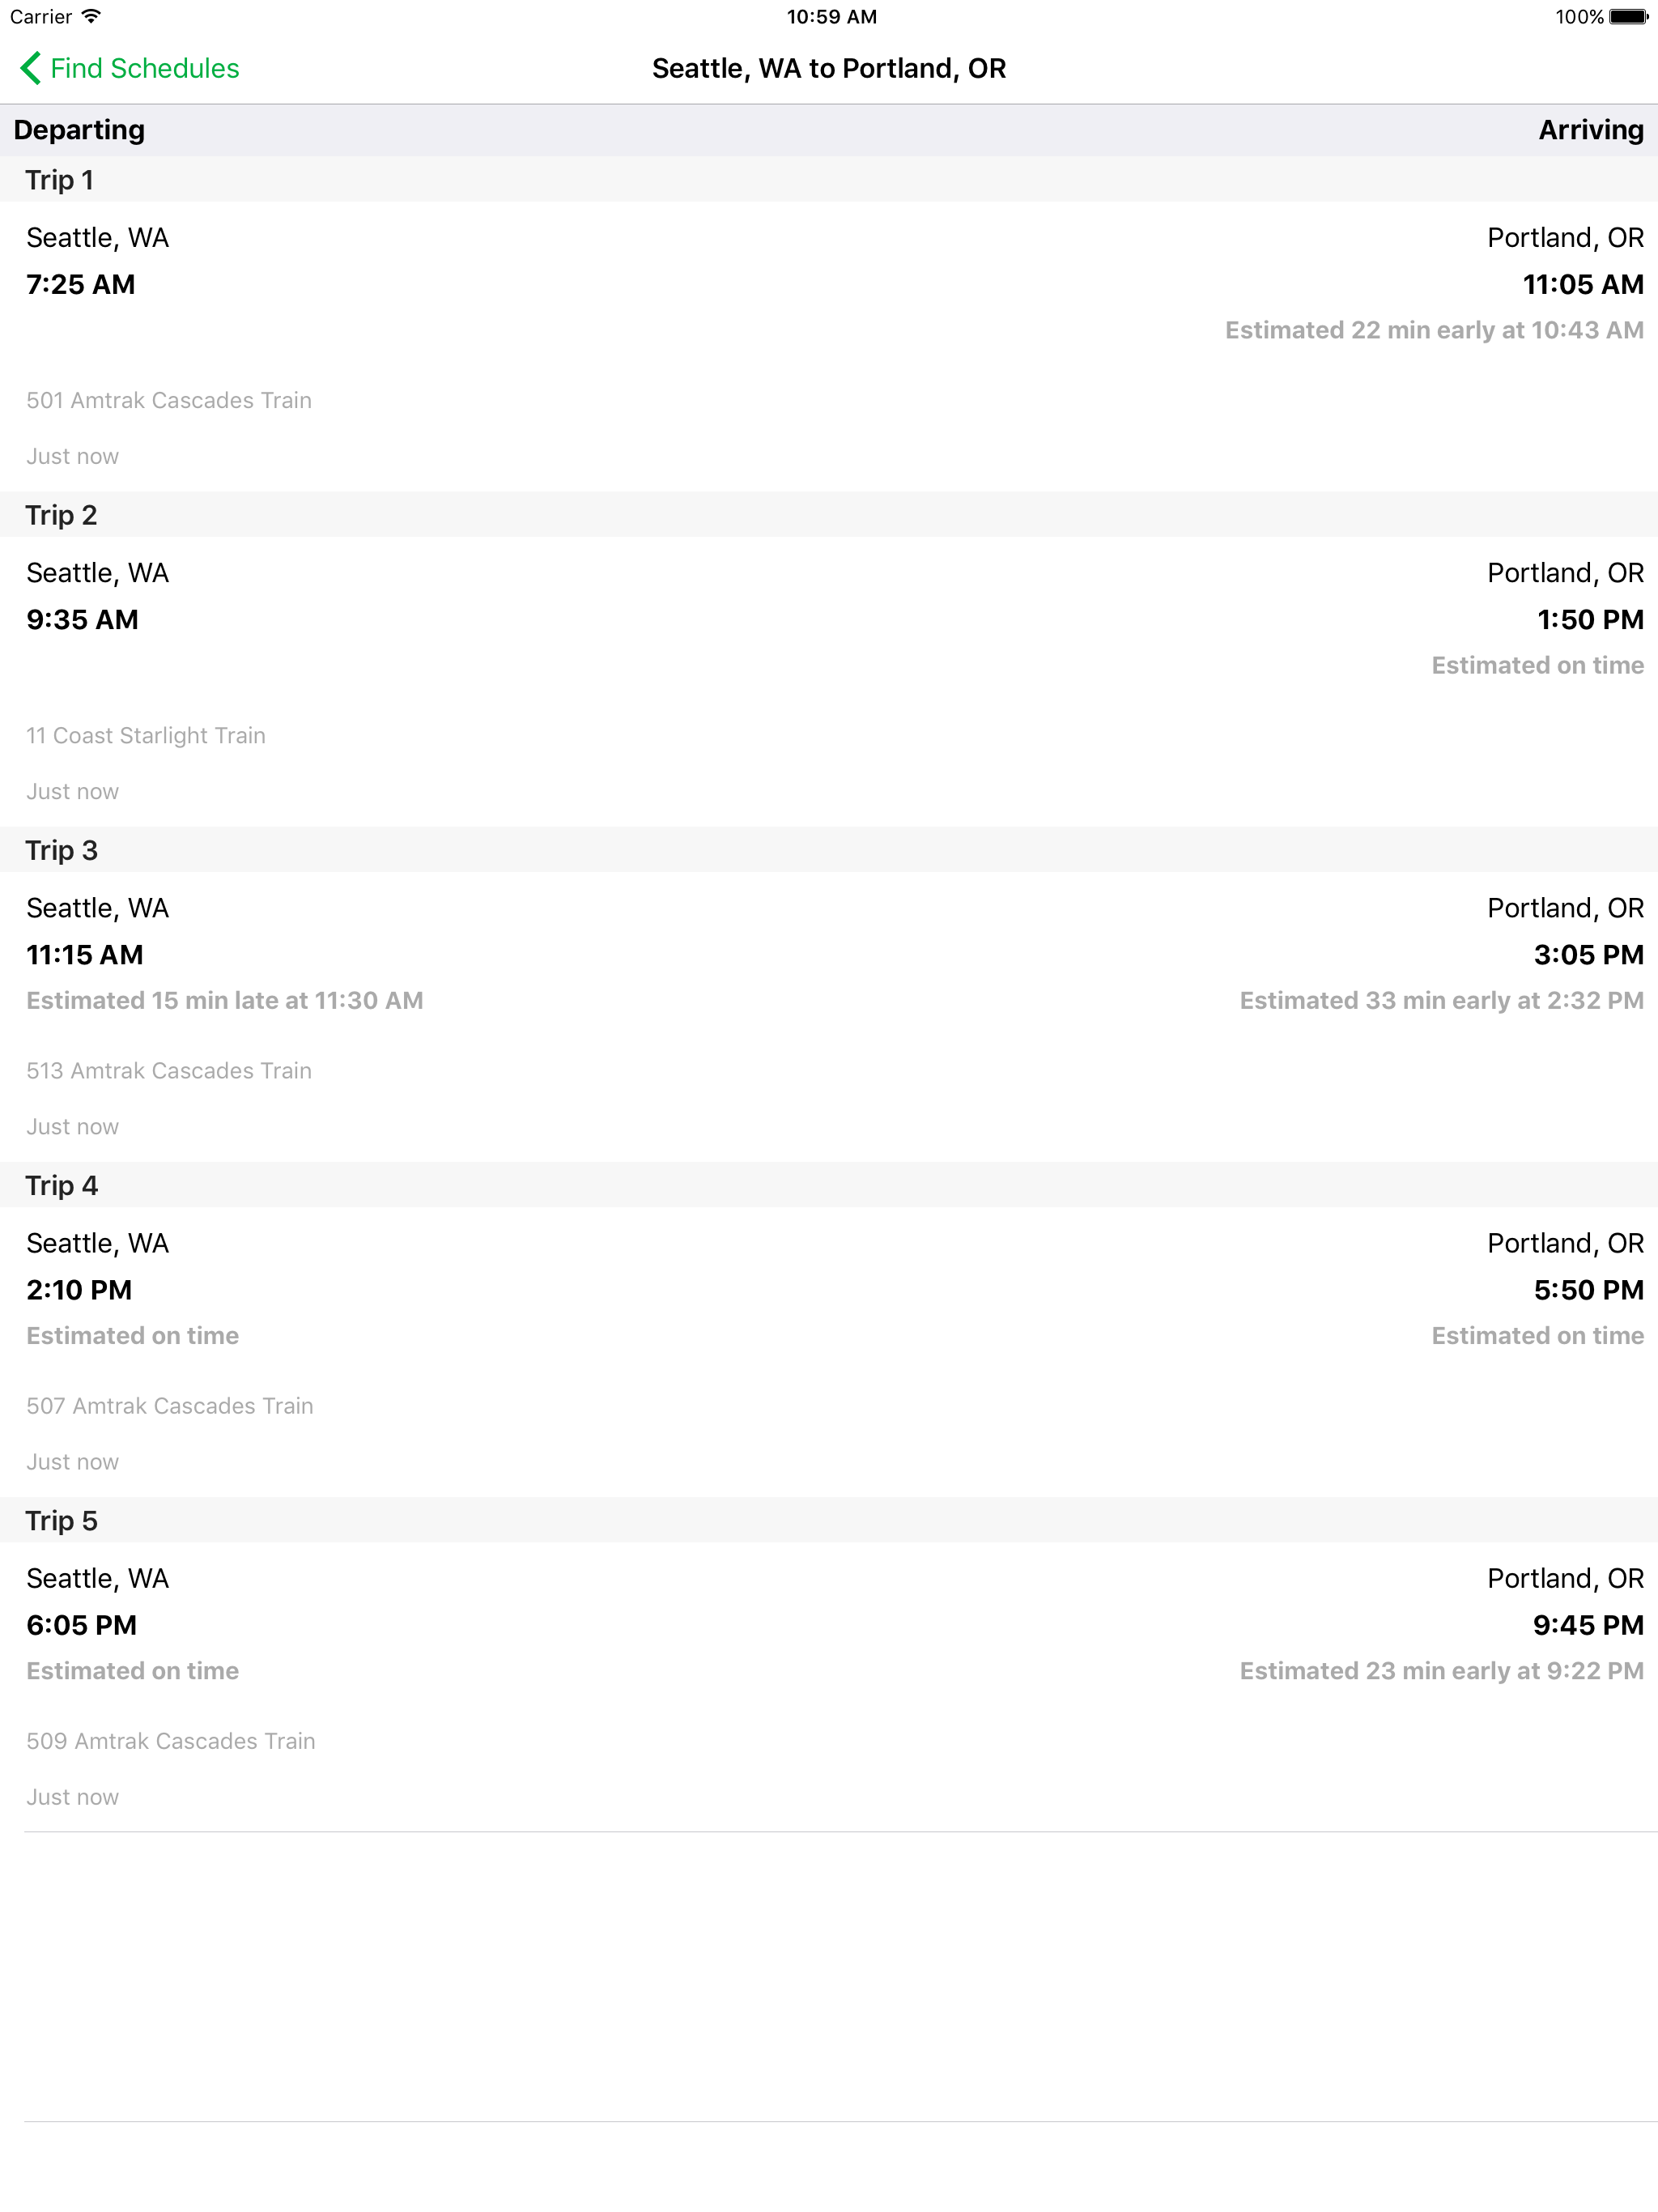 Carrier 10:59 AM 100%
Find Schedules Seattle, WA to Portland, OR
Departing Arriving
Trip 1
Seattle, WA Portland, OR
7:25 AM 11:05 AM
Estimated 22 min early at 10:43 AM
501 Amtrak Cascades Train
Just now
Trip 2
Seattle, WA Portland, OR
9:35 AM 1:50 PM
Estimated on time
11 Coast Starlight Train
Just now
Trip 3
Seattle, WA Portland, OR
11:15 AM 3:05 PM
Estimated 15 min late at 11:30 AM Estimated 33 min early at 2:32 PM
513 Amtrak Cascades Train
Just now
Trip 4
Seattle, WA Portland, OR
2:10 PM 5:50 PM
Estimated on time Estimated on time
507 Amtrak Cascades Train
Just now
Trip 5
Seattle, WA Portland, OR
6:05 PM 9:45 PM
Estimated on time Estimated 23 min early at 9:22 PM
509 Amtrak Cascades Train
Just now